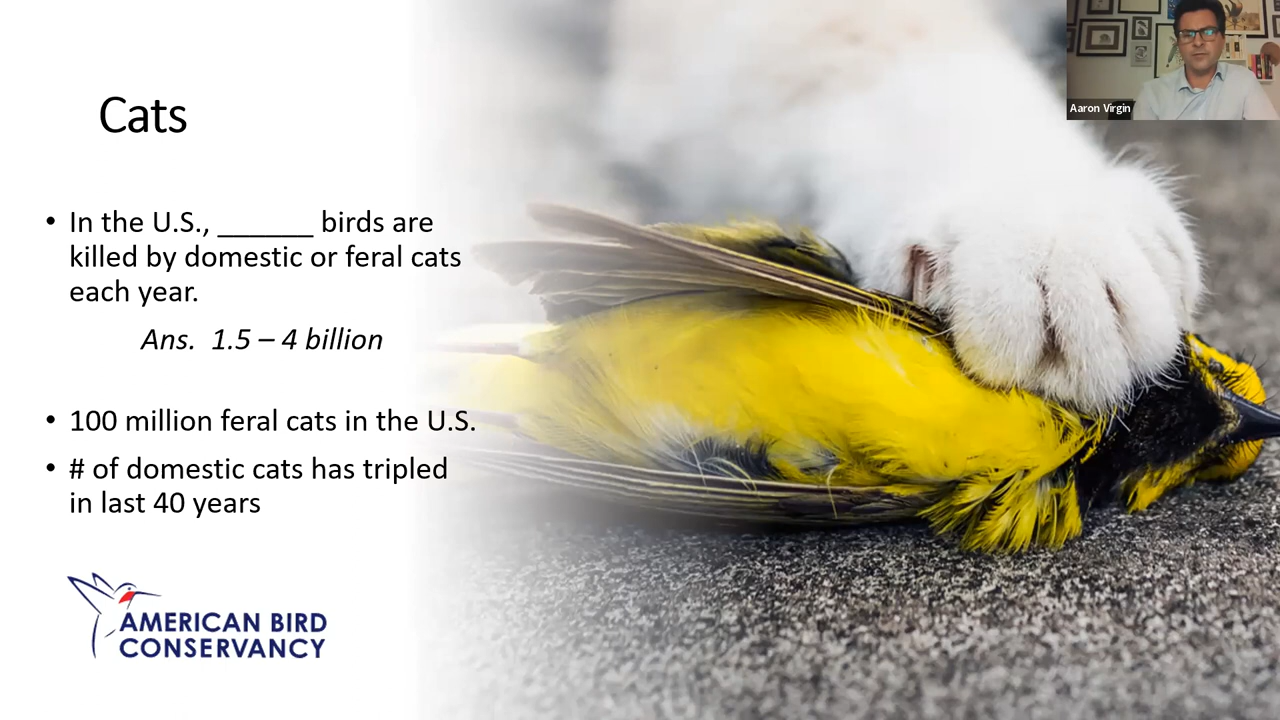 Cats
Aaron Virgin
• In the U.S., ______ birds are
killed by domestic or feral cats
each year.
Ans. 1.5 – 4 billion
• 100 million feral cats in the U.S.
• # of domestic cats has tripled
in last 40 years
AMERICAN BIRD
CONSERVANCY